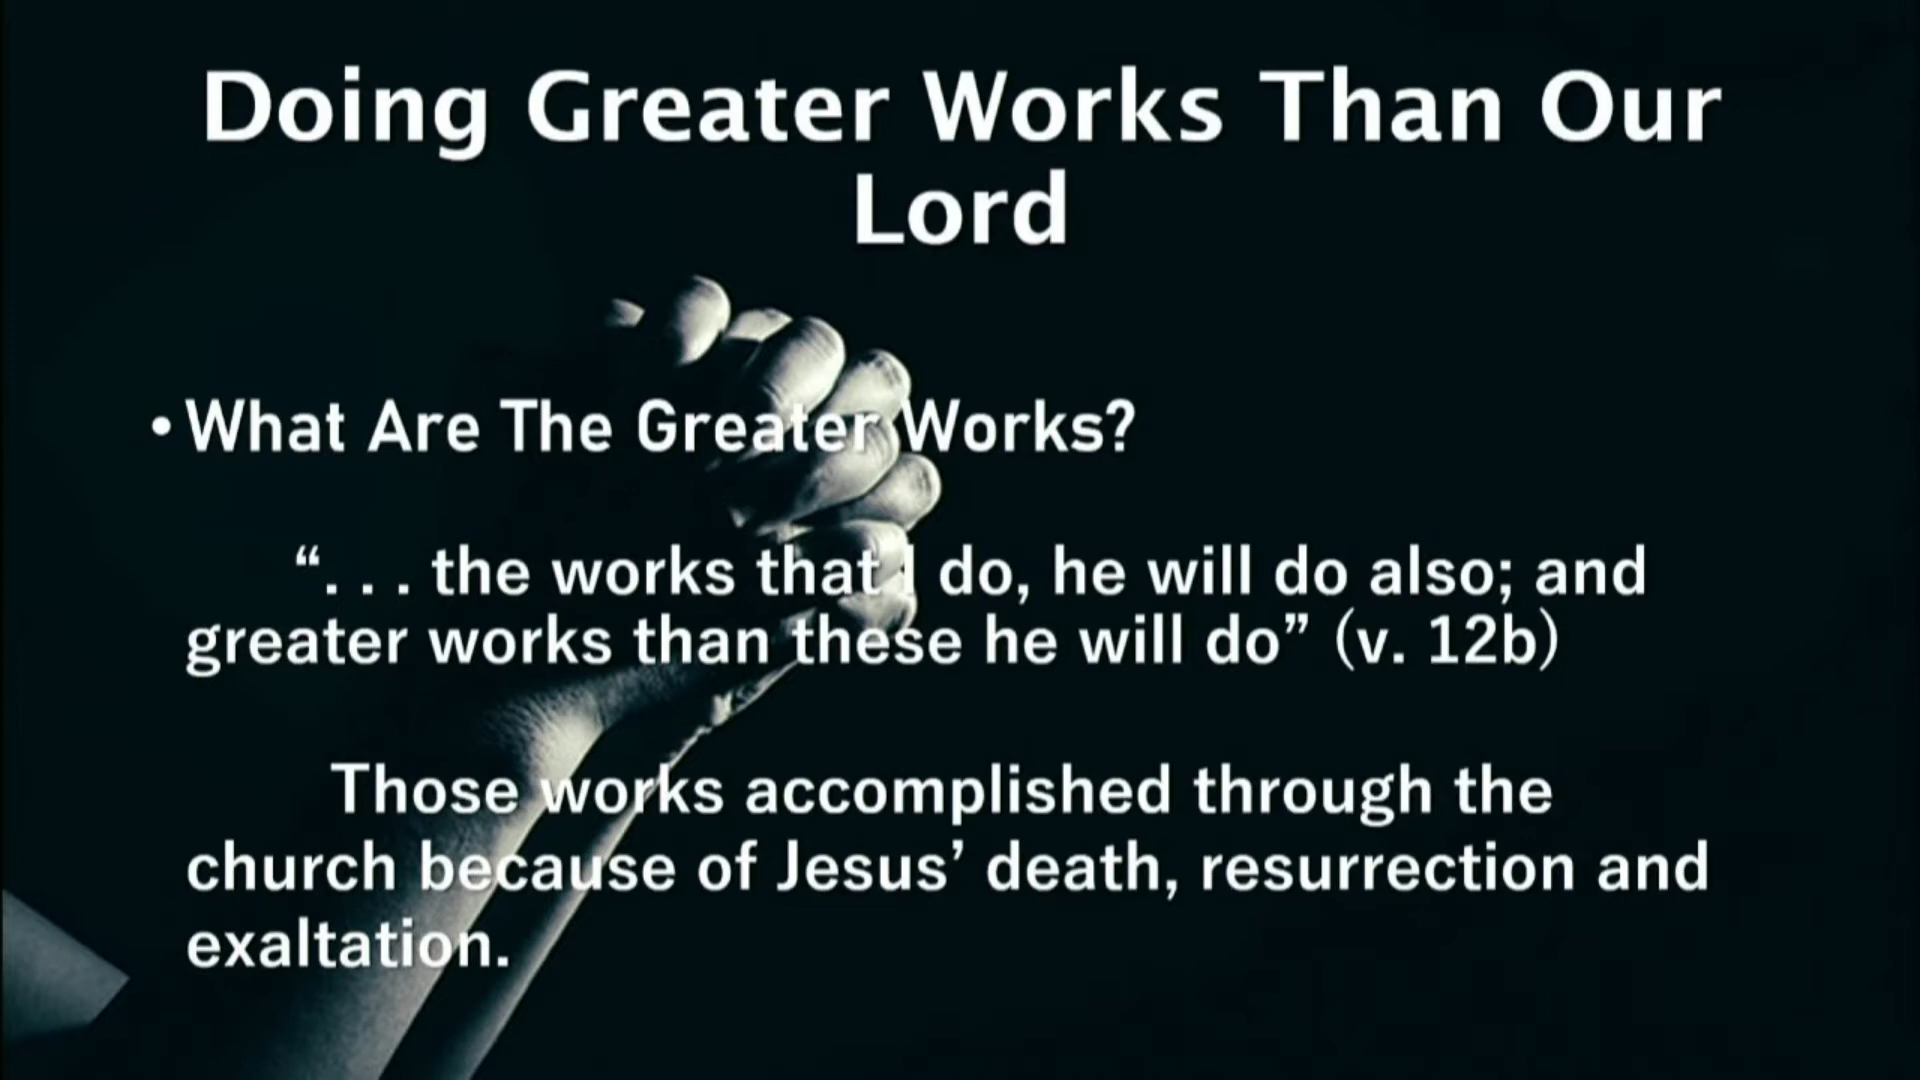 Doing Greater Works Than Our
Lord
• What Are The Greater Works?
“. . . the works that I do, he will do also; and
greater works than these he will do” (v. 12b)
Those works accomplished through the
church because of Jesus’ death, resurrection and
exaltation.